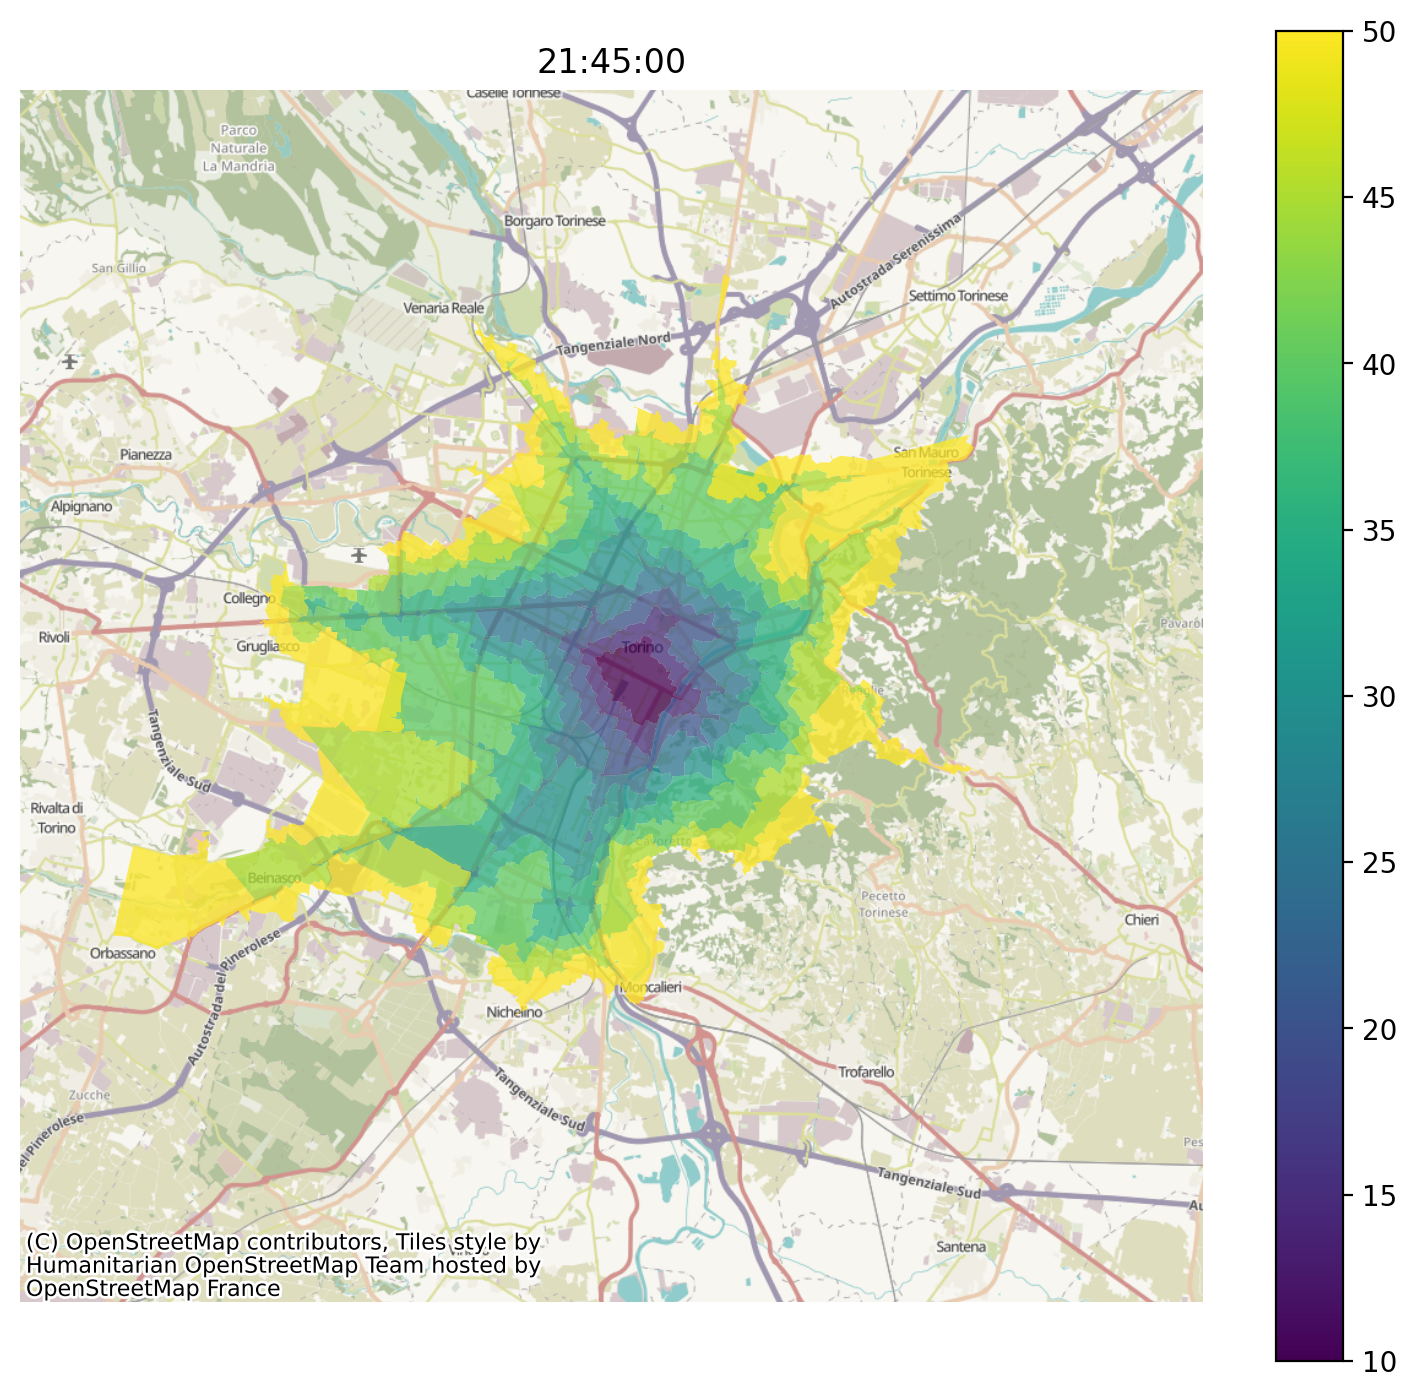 21:45:00
50
Caselle Torinese
Parco
Naturale
La Mandria
45
Borgaro Torinese
Autostrada Serenissima
San Gillio
Settimo Torinese
Venaria Reale
Tangenziale Nord
40
San Mauro
Torinese
Pianezza
Alpignano
35
Collegno
Pavarol
Rivoli
Grugliasco
Torino
30
Tangenziale Sud
Rivalta di
Torino
Cavoretto
25
Beinasco
Pecetto
Torinese
Chieri
Orbassano
Autostrada del Pinerolese
Moncalieri
Nichelino
20
Trofarello
Zucche
Tangenziale Sud
el Pinerolese
Pes
Tangenziale Sud
15
Au
Santena
(C) OpenStreetMap contributors, Tiles style by
Humanitarian OpenStreetMap Team hosted by
OpenStreetMap France
10